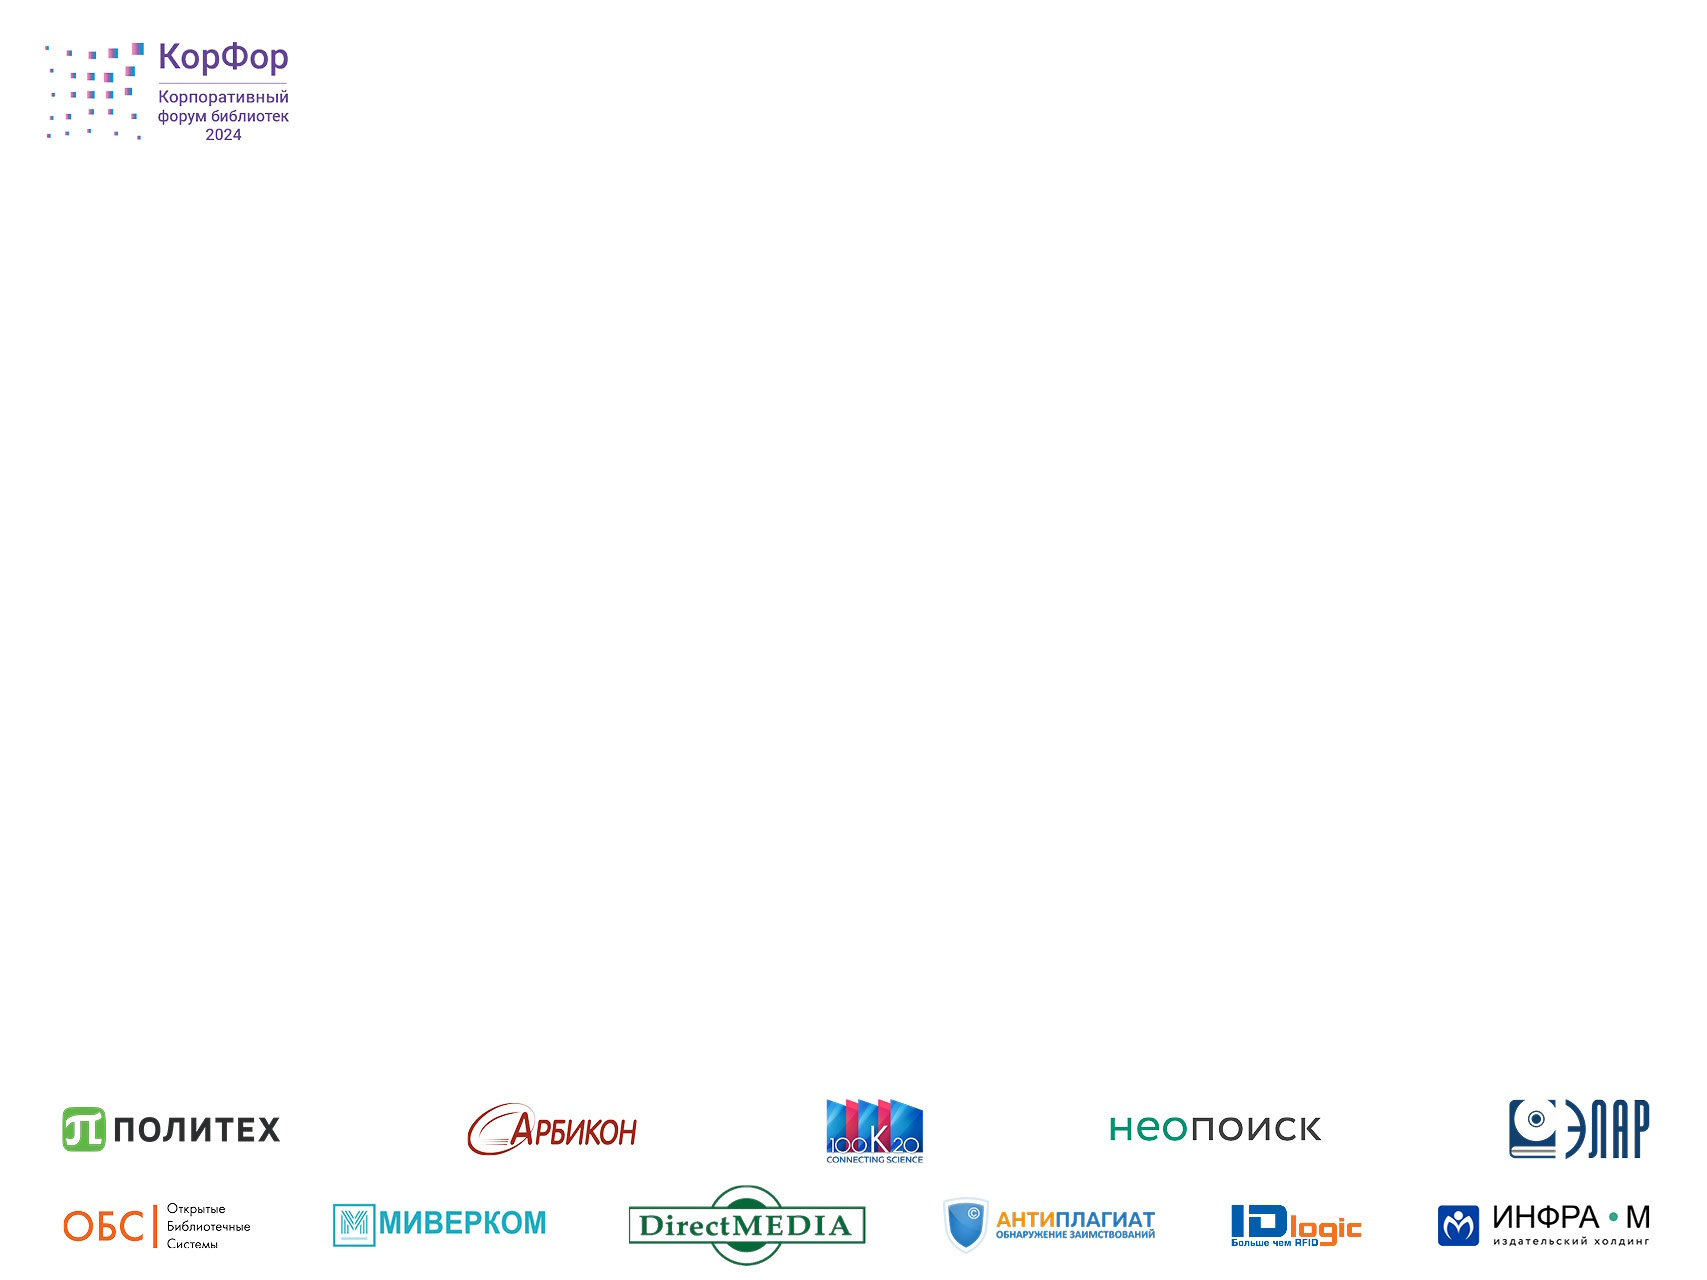 КорФор
Корпоративный
форум библиотек
2024
ПОЛИТЕХ
АРБИКОН
100K20
CONNECTING SCIENCE
неопоиск
ЭЛАР
ОБС
Открытые
Библиотечные
Системы
МИВЕРКОМ
DirectMEDIA
©
АНТИПЛАГИАТ
ОБНАРУЖЕНИЕ ЗАИМСТВОВАНИЙ
IDlogic
Больше чем RFID
ИНФРА • М
издательский холдинг